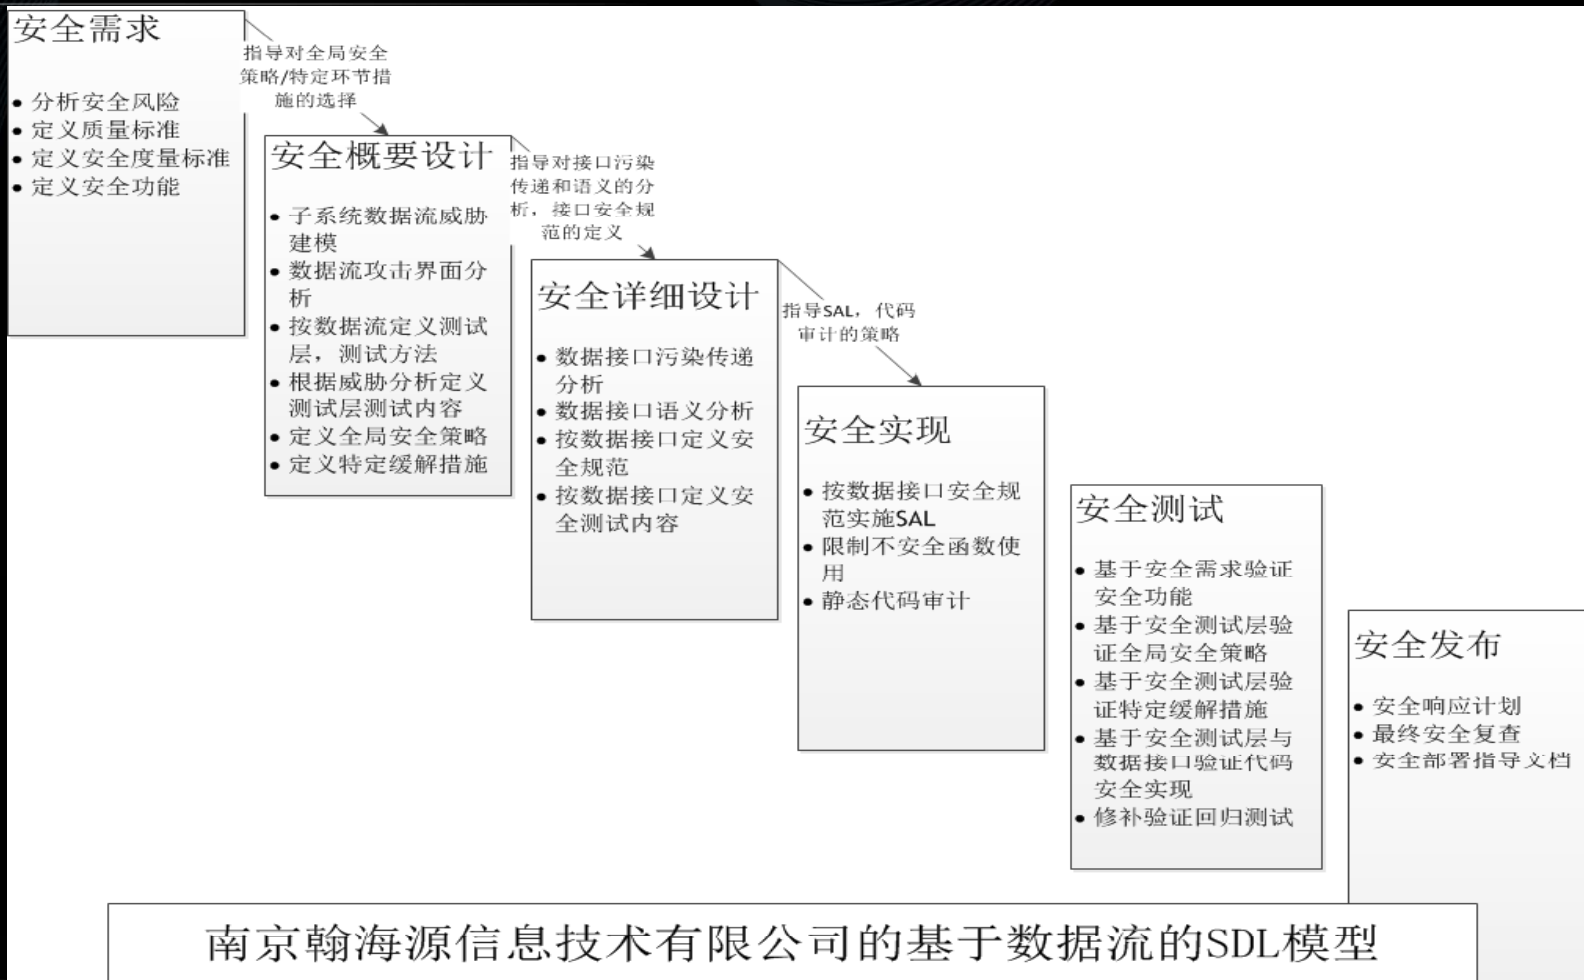 安全需求
• 分析安全风险
• 定义质量标准
• 定义安全度量标准
• 定义安全功能
指导对全局安全
策略/特定环节措
施的选择
安全概要设计
• 子系统数据流威胁
建模
• 数据流攻击界面分
析
• 按数据流定义测试
层，测试方法
• 根据威胁分析定义
测试层测试内容
• 定义全局安全策略
• 定义特定缓解措施
指导对接口污染
传递和语义的分
析，接口安全规
范的定义
安全详细设计
• 数据接口污染传递
分析
• 数据接口语义分析
• 按数据接口定义安
全规范
• 按数据接口定义安
全测试内容
指导SAL，代码
审计的策略
安全实现
• 按数据接口安全规
范实施SAL
• 限制不安全函数使
用
• 静态代码审计
安全测试
• 基于安全需求验证
安全功能
• 基于安全测试层验
证全局安全策略
• 基于安全测试层验
证特定缓解措施
• 基于安全测试层与
数据接口验证代码
安全实现
• 修补验证回归测试
安全发布
• 安全响应计划
• 最终安全复查
• 安全部署指导文档
南京翰海源信息技术有限公司的基于数据流的SDL模型